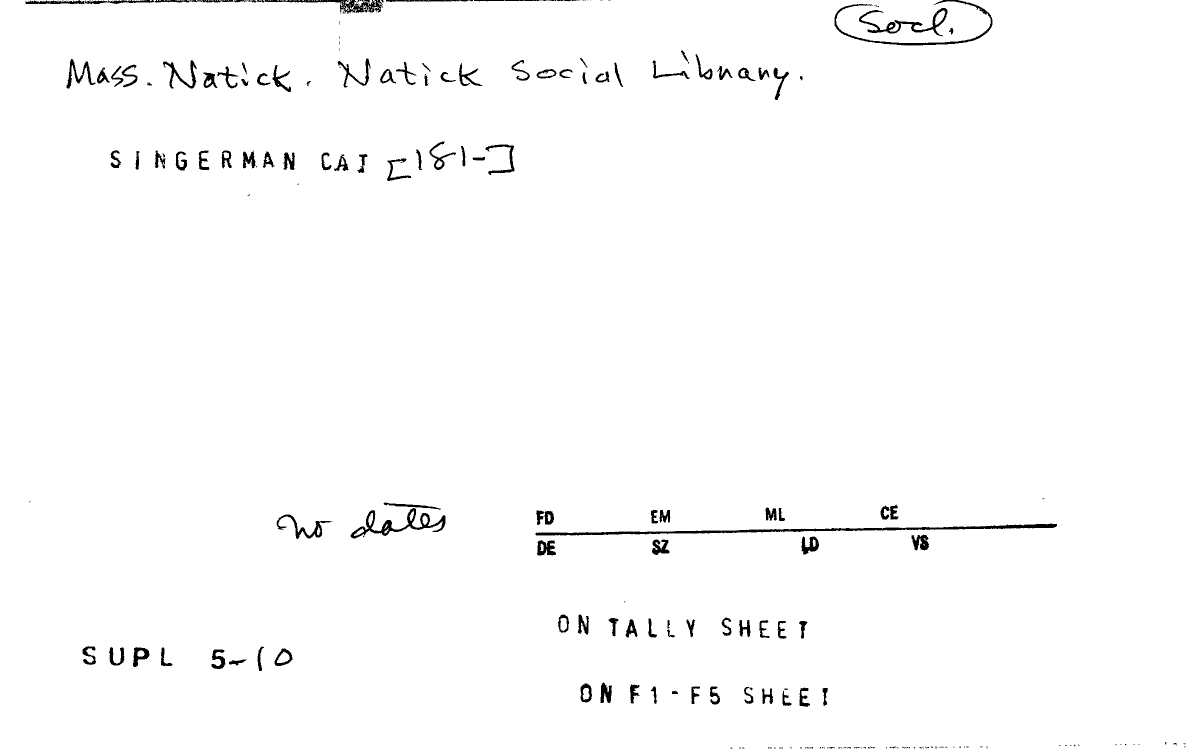 Socl.
Mass. Natick. Natick Social Library.
SINGERMAN CAT [181-]
no dates
FD EM ML CE
DE SZ LD VS
ON TALLY SHEET
SUPL 5-10
ON F1-F5 SHEET